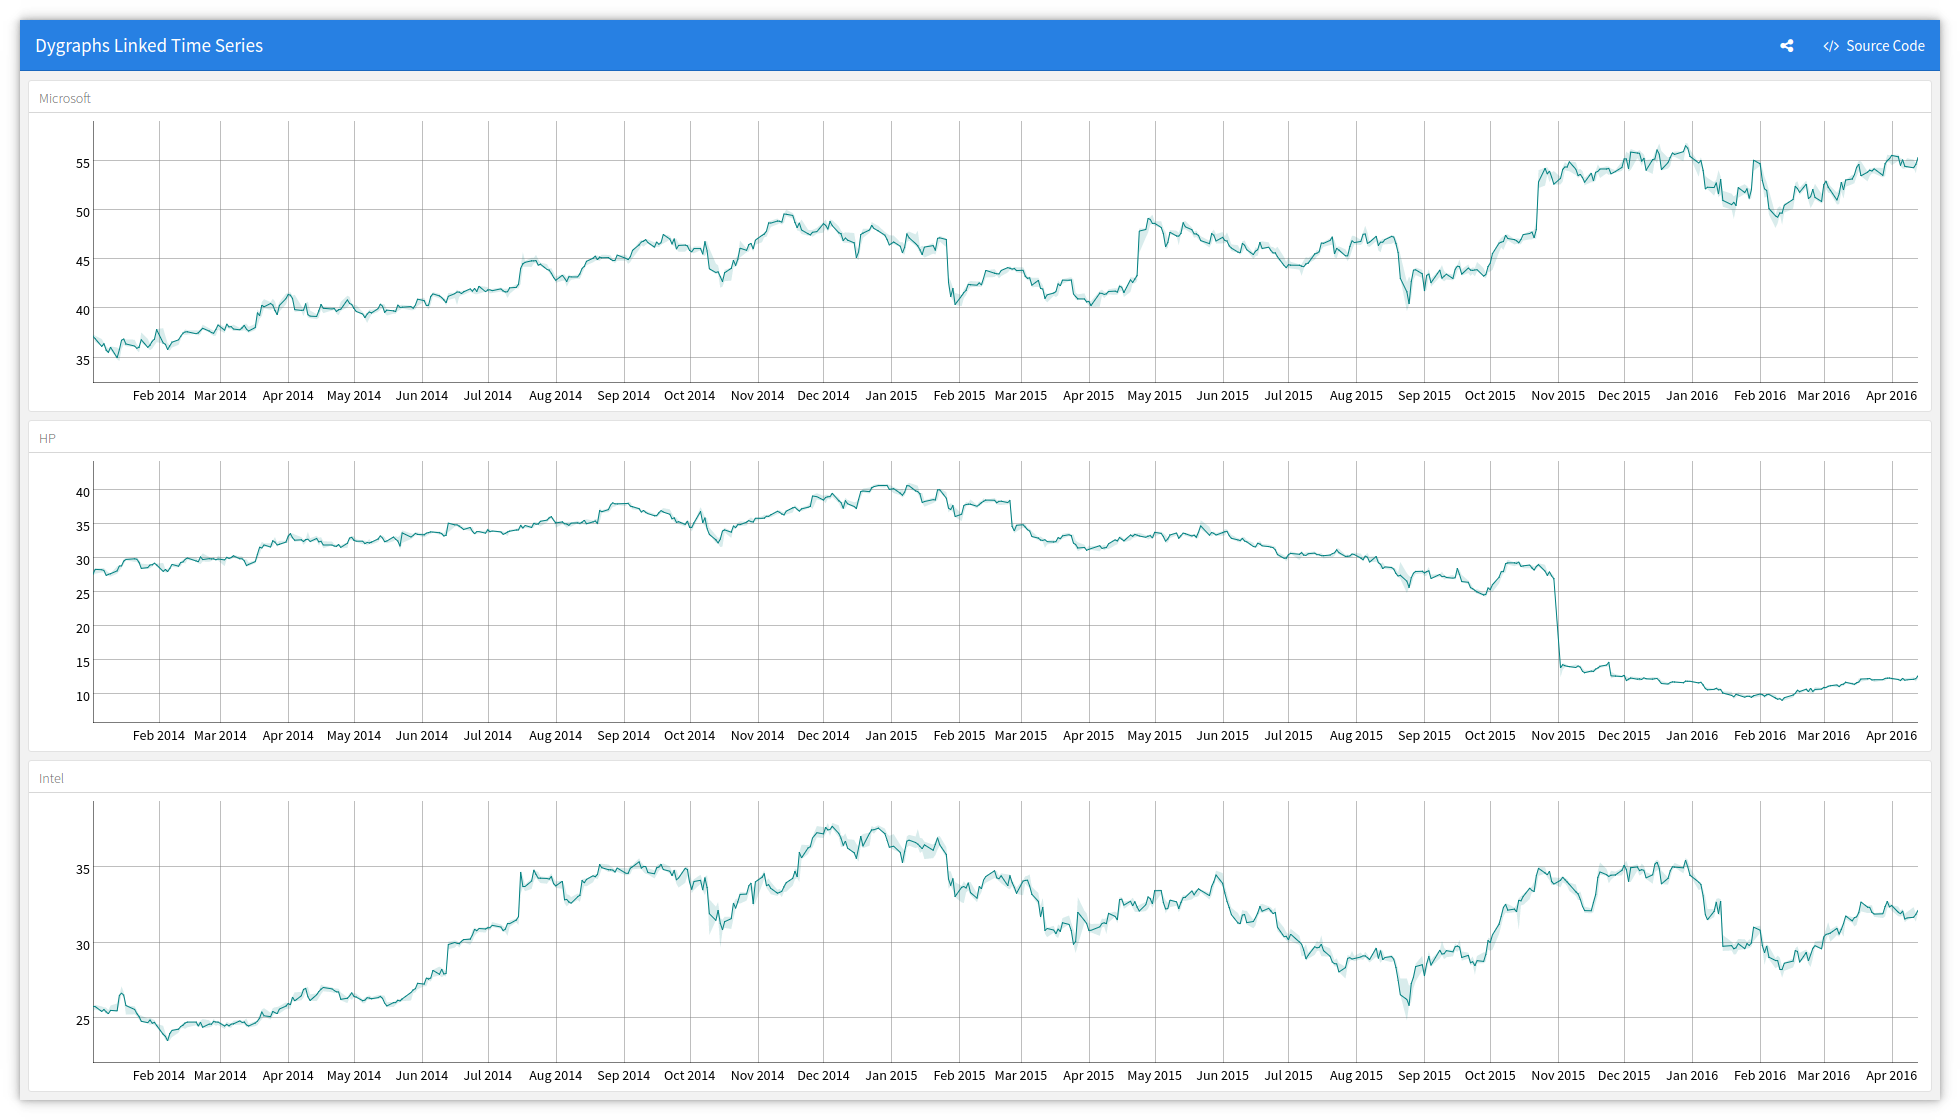 Dygraphs Linked Time Series
</> Source Code
Microsoft
55
50
45
40
35
Feb 2014 Mar 2014 Apr 2014 May 2014 Jun 2014 Jul 2014 Aug 2014 Sep 2014 Oct 2014 Nov 2014 Dec 2014 Jan 2015 Feb 2015 Mar 2015 Apr 2015 May 2015 Jun 2015 Jul 2015 Aug 2015 Sep 2015 Oct 2015 Nov 2015 Dec 2015 Jan 2016 Feb 2016 Mar 2016 Apr 2016
HP
40
35
30
25
20
15
10
Feb 2014 Mar 2014 Apr 2014 May 2014 Jun 2014 Jul 2014 Aug 2014 Sep 2014 Oct 2014 Nov 2014 Dec 2014 Jan 2015 Feb 2015 Mar 2015 Apr 2015 May 2015 Jun 2015 Jul 2015 Aug 2015 Sep 2015 Oct 2015 Nov 2015 Dec 2015 Jan 2016 Feb 2016 Mar 2016 Apr 2016
Intel
35
30
25
Feb 2014 Mar 2014 Apr 2014 May 2014 Jun 2014 Jul 2014 Aug 2014 Sep 2014 Oct 2014 Nov 2014 Dec 2014 Jan 2015 Feb 2015 Mar 2015 Apr 2015 May 2015 Jun 2015 Jul 2015 Aug 2015 Sep 2015 Oct 2015 Nov 2015 Dec 2015 Jan 2016 Feb 2016 Mar 2016 Apr 2016